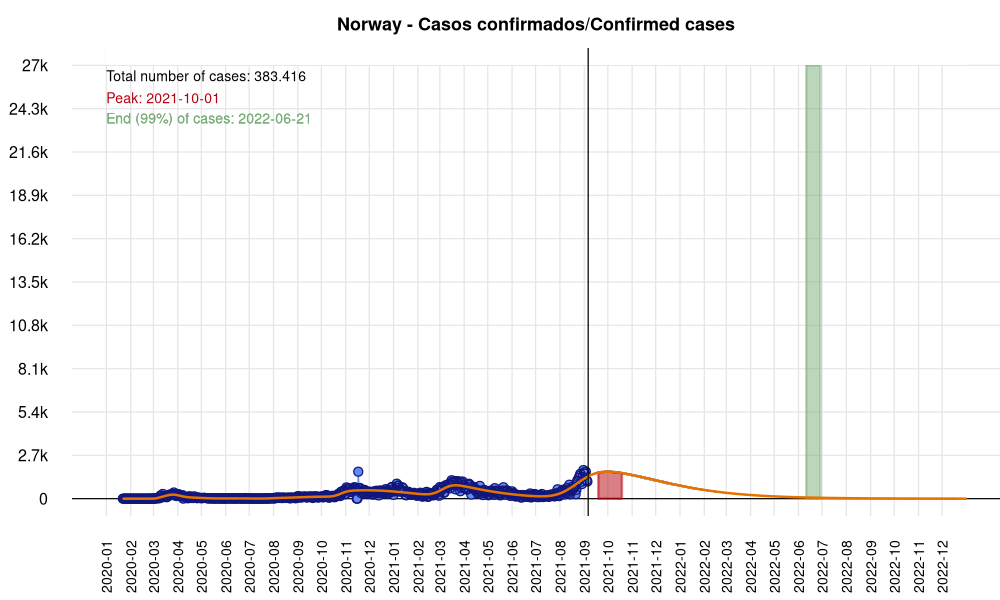 Norway - Casos confirmados/Confirmed cases
Total number of cases: 383.416
Peak: 2021-10-01
End (99%) of cases: 2022-06-21
27k
24.3k
21.6k
18.9k
16.2k
13.5k
10.8k
8.1k
5.4k
2.7k
0
2020-01
2020-02
2020-03
2020-04
2020-05
2020-06
2020-07
2020-08
2020-09
2020-10
2020-11
2020-12
2021-01
2021-02
2021-03
2021-04
2021-05
2021-06
2021-07
2021-08
2021-09
2021-10
2021-11
2021-12
2022-01
2022-02
2022-03
2022-04
2022-05
2022-06
2022-07
2022-08
2022-09
2022-10
2022-11
2022-12